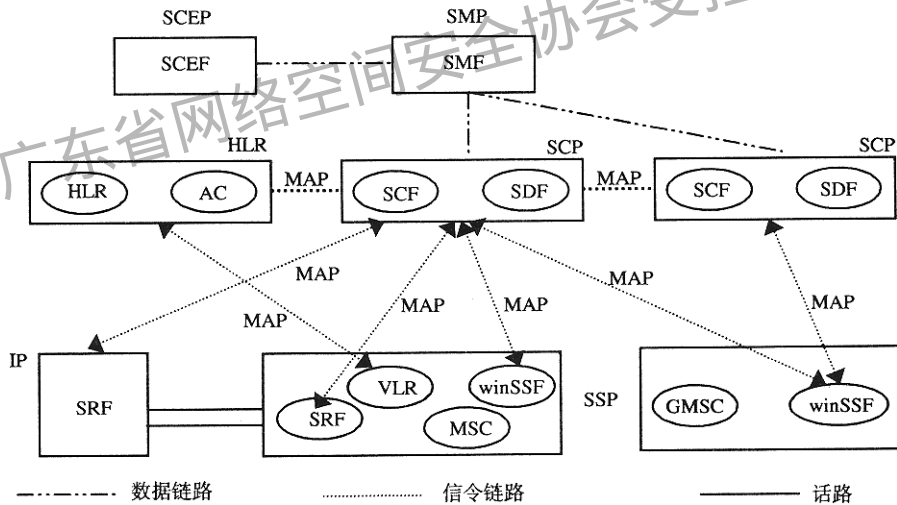 SCEP
SMP
SCEF
SMF
广东省网络空间安全协会受控
HLR
SCP
SCP
HLR
AC
MAP
SCF
SDF
MAP
SCF
SDF
MAP
MAP
MAP
MAP
MAP
MAP
IP
SRF
VLR
winSSF
SRF
MSC
SSP
GMSC
winSSF
数据链路
信令链路
话路